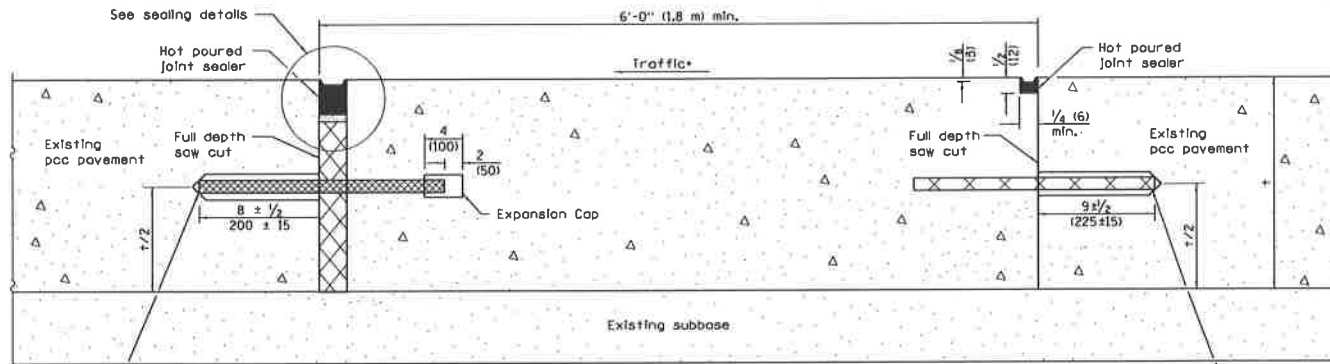 See sealing details
6'-0" (1.8 m) min.
Hot poured
joint sealer
Traffic
1/8
(3)
1/2
(12)
Hot poured
joint sealer
Existing
pcc pavement
Full depth
saw cut
4
(100)
2
(50)
1/4 (6)
min.
Full depth
saw cut
Existing
pcc pavement
8 ± 1/2
200 ± 15
Expansion Cap
9±1/2
(225±15)
t/2
t/2
t
Existing subbase